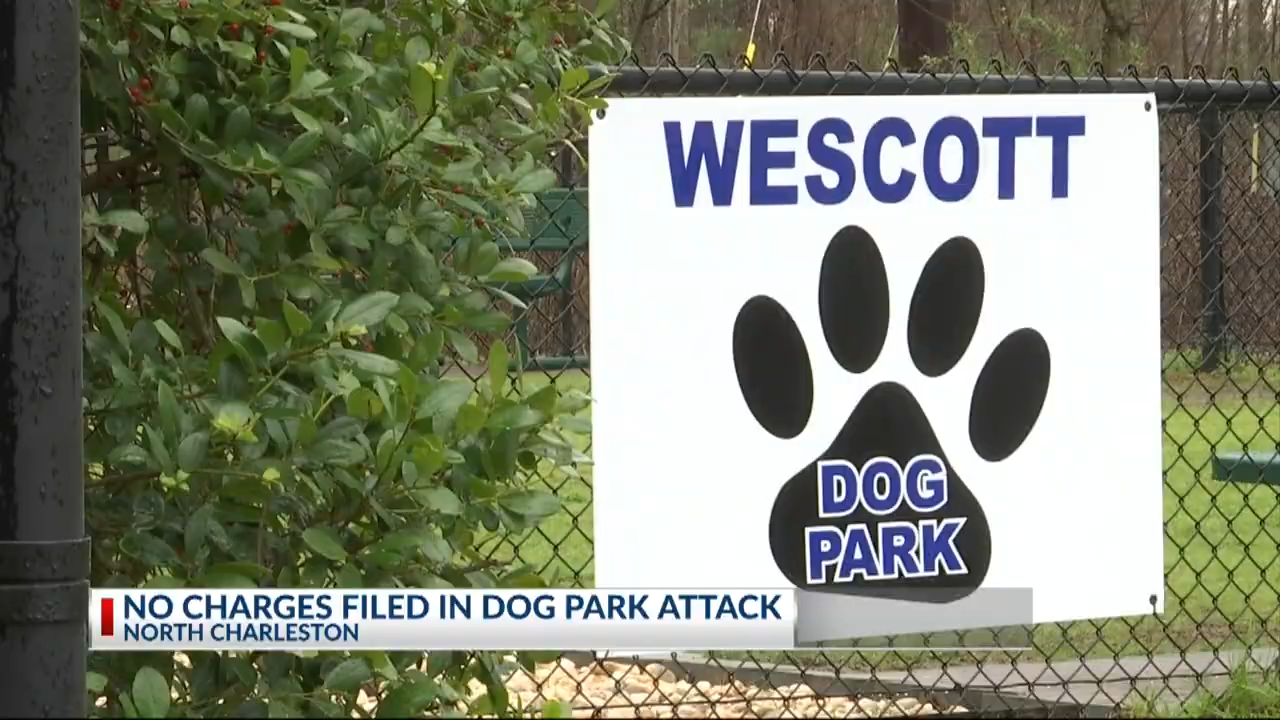 WESCOTT
DOG
PARK
NO CHARGES FILED IN DOG PARK ATTACK
NORTH CHARLESTON